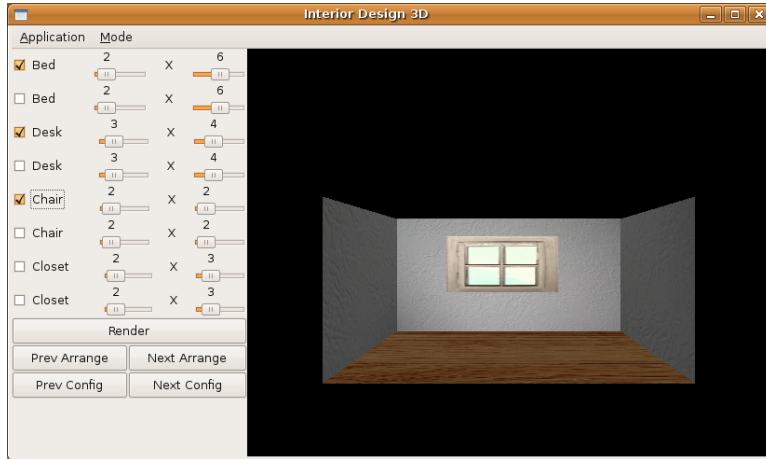 Interior Design 3D
Application Mode
2 6
Bed X
2 6
Bed X
3 4
Desk X
3 4
Desk X
2 2
Chair X
2 2
Chair X
2 3
Closet X
2 3
Closet X
Render
Prev Arrange Next Arrange
Prev Config Next Config